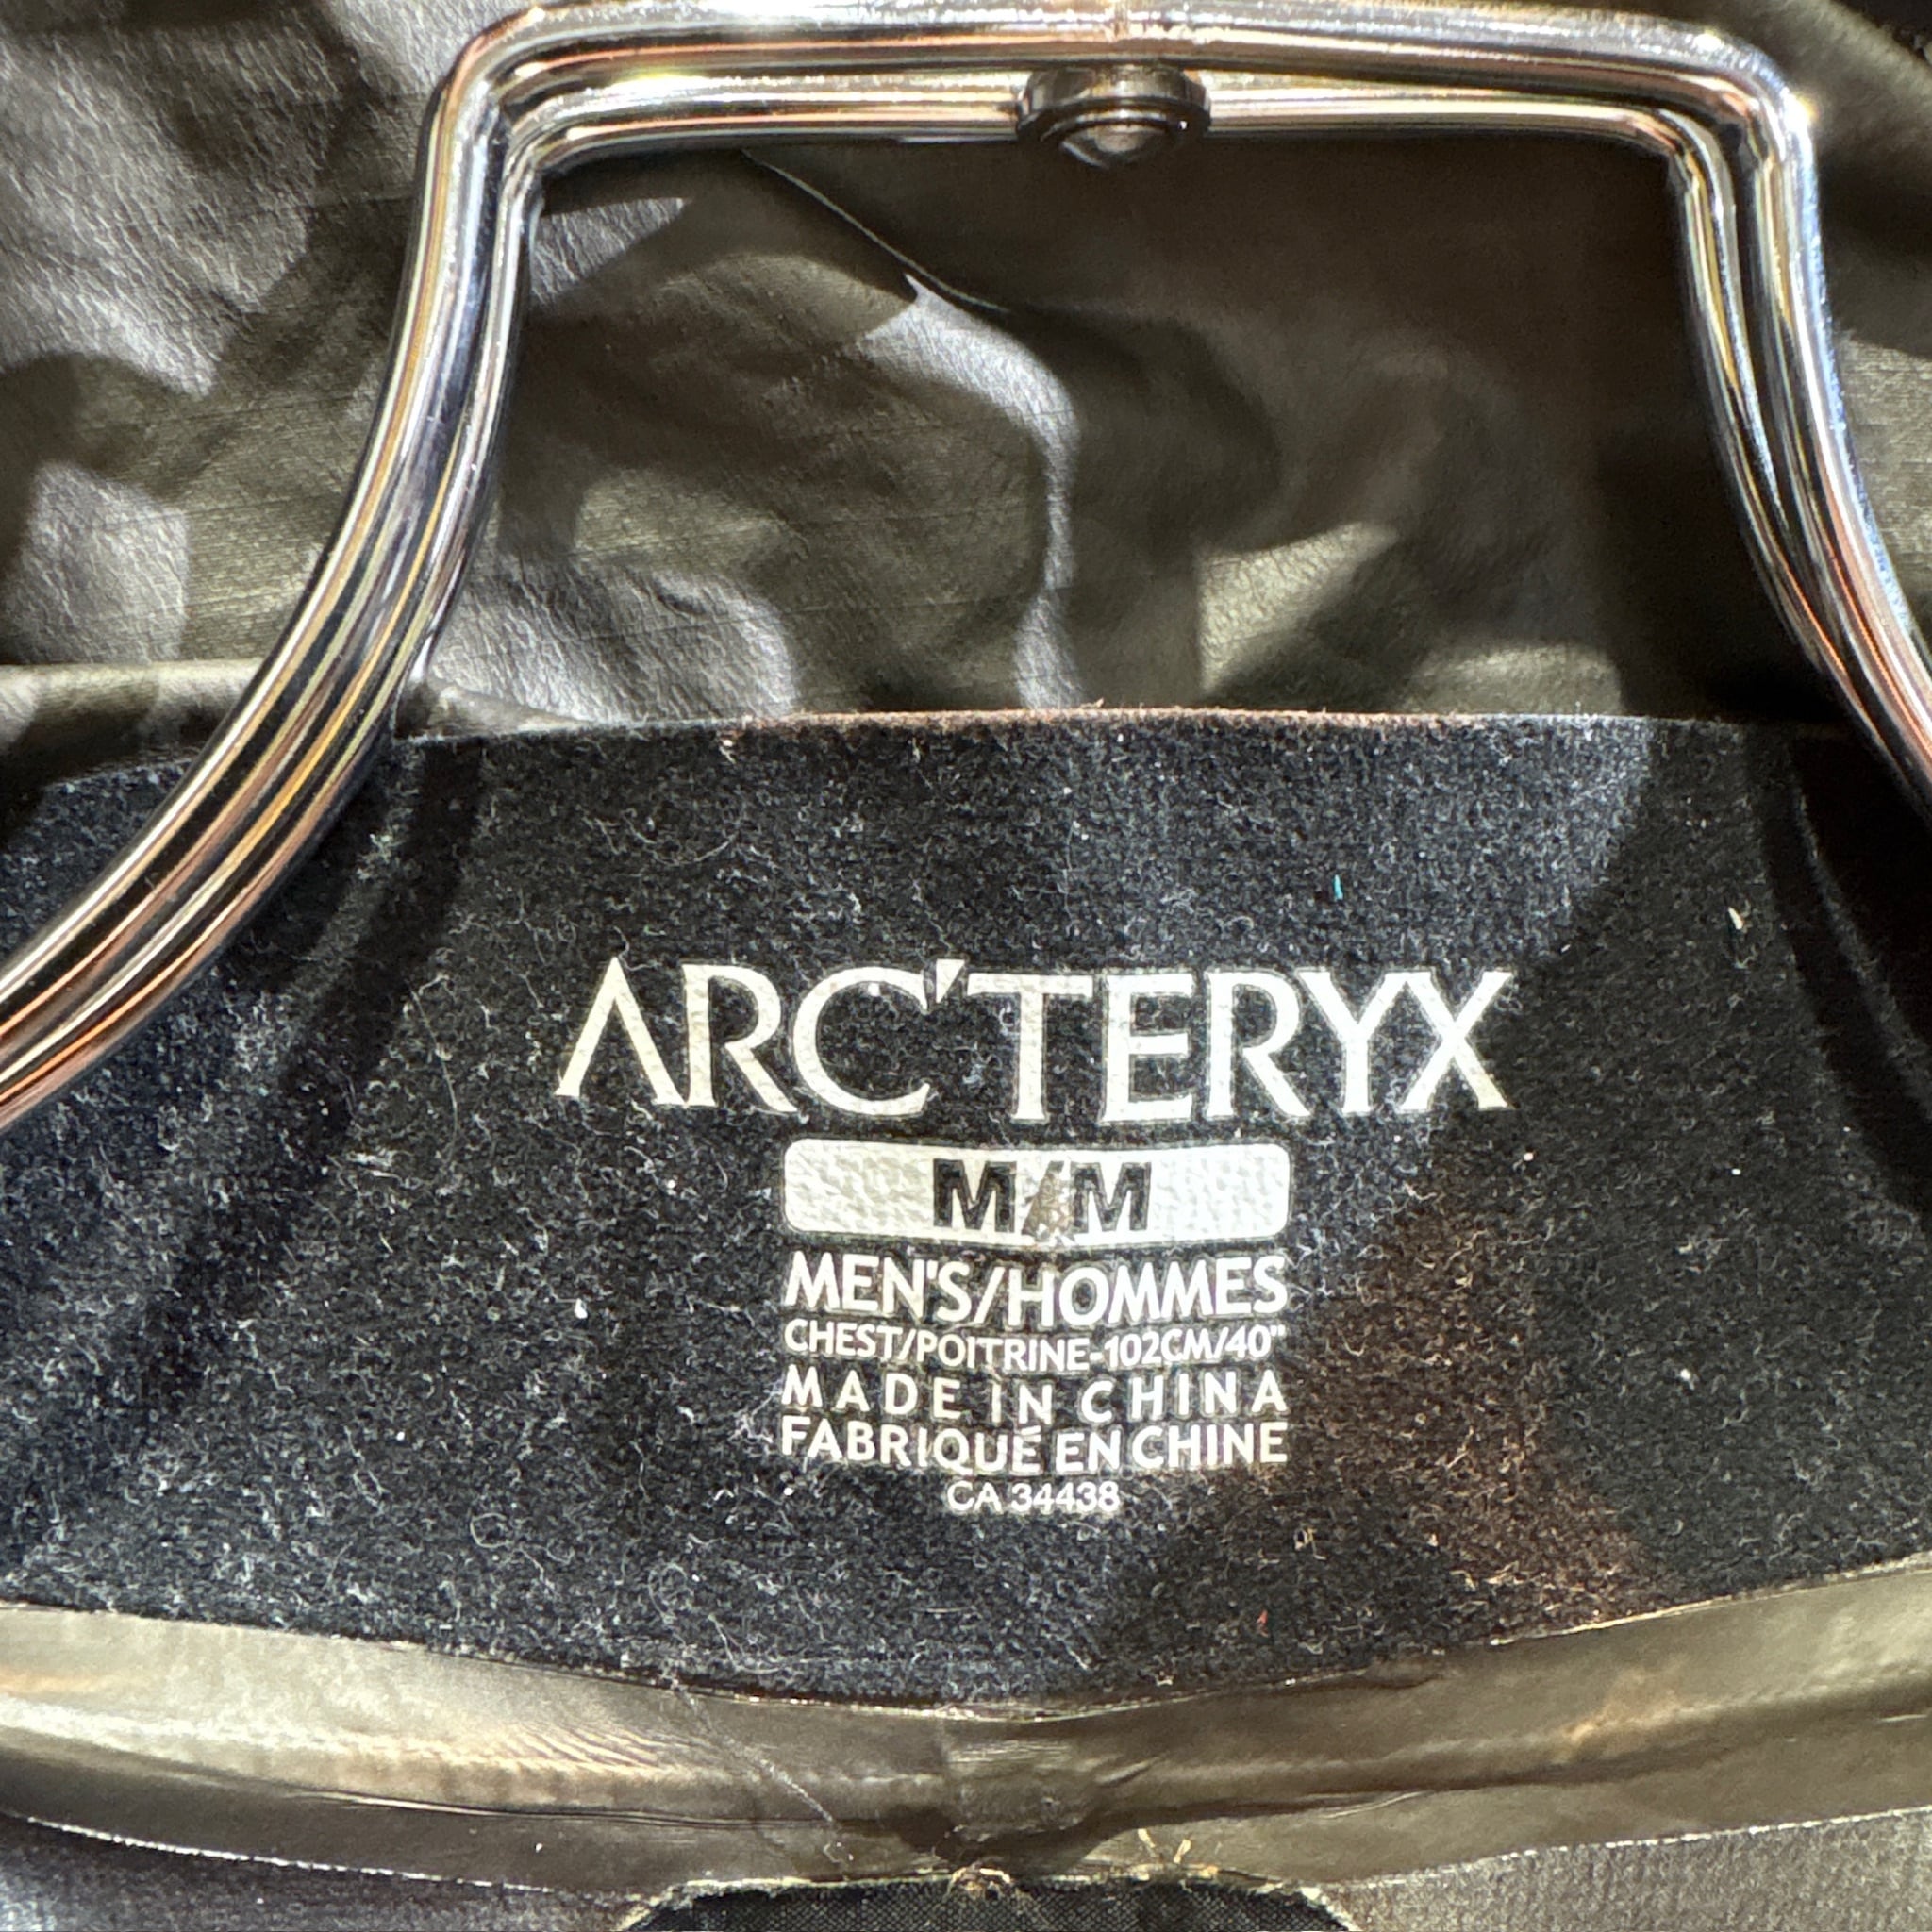 ARC'TERYX
M/M
MEN'S/HOMMES
CHEST/POITRINE-102CM/40"
MADE IN CHINA
FABRIQUÉ EN CHINE
CA 34438